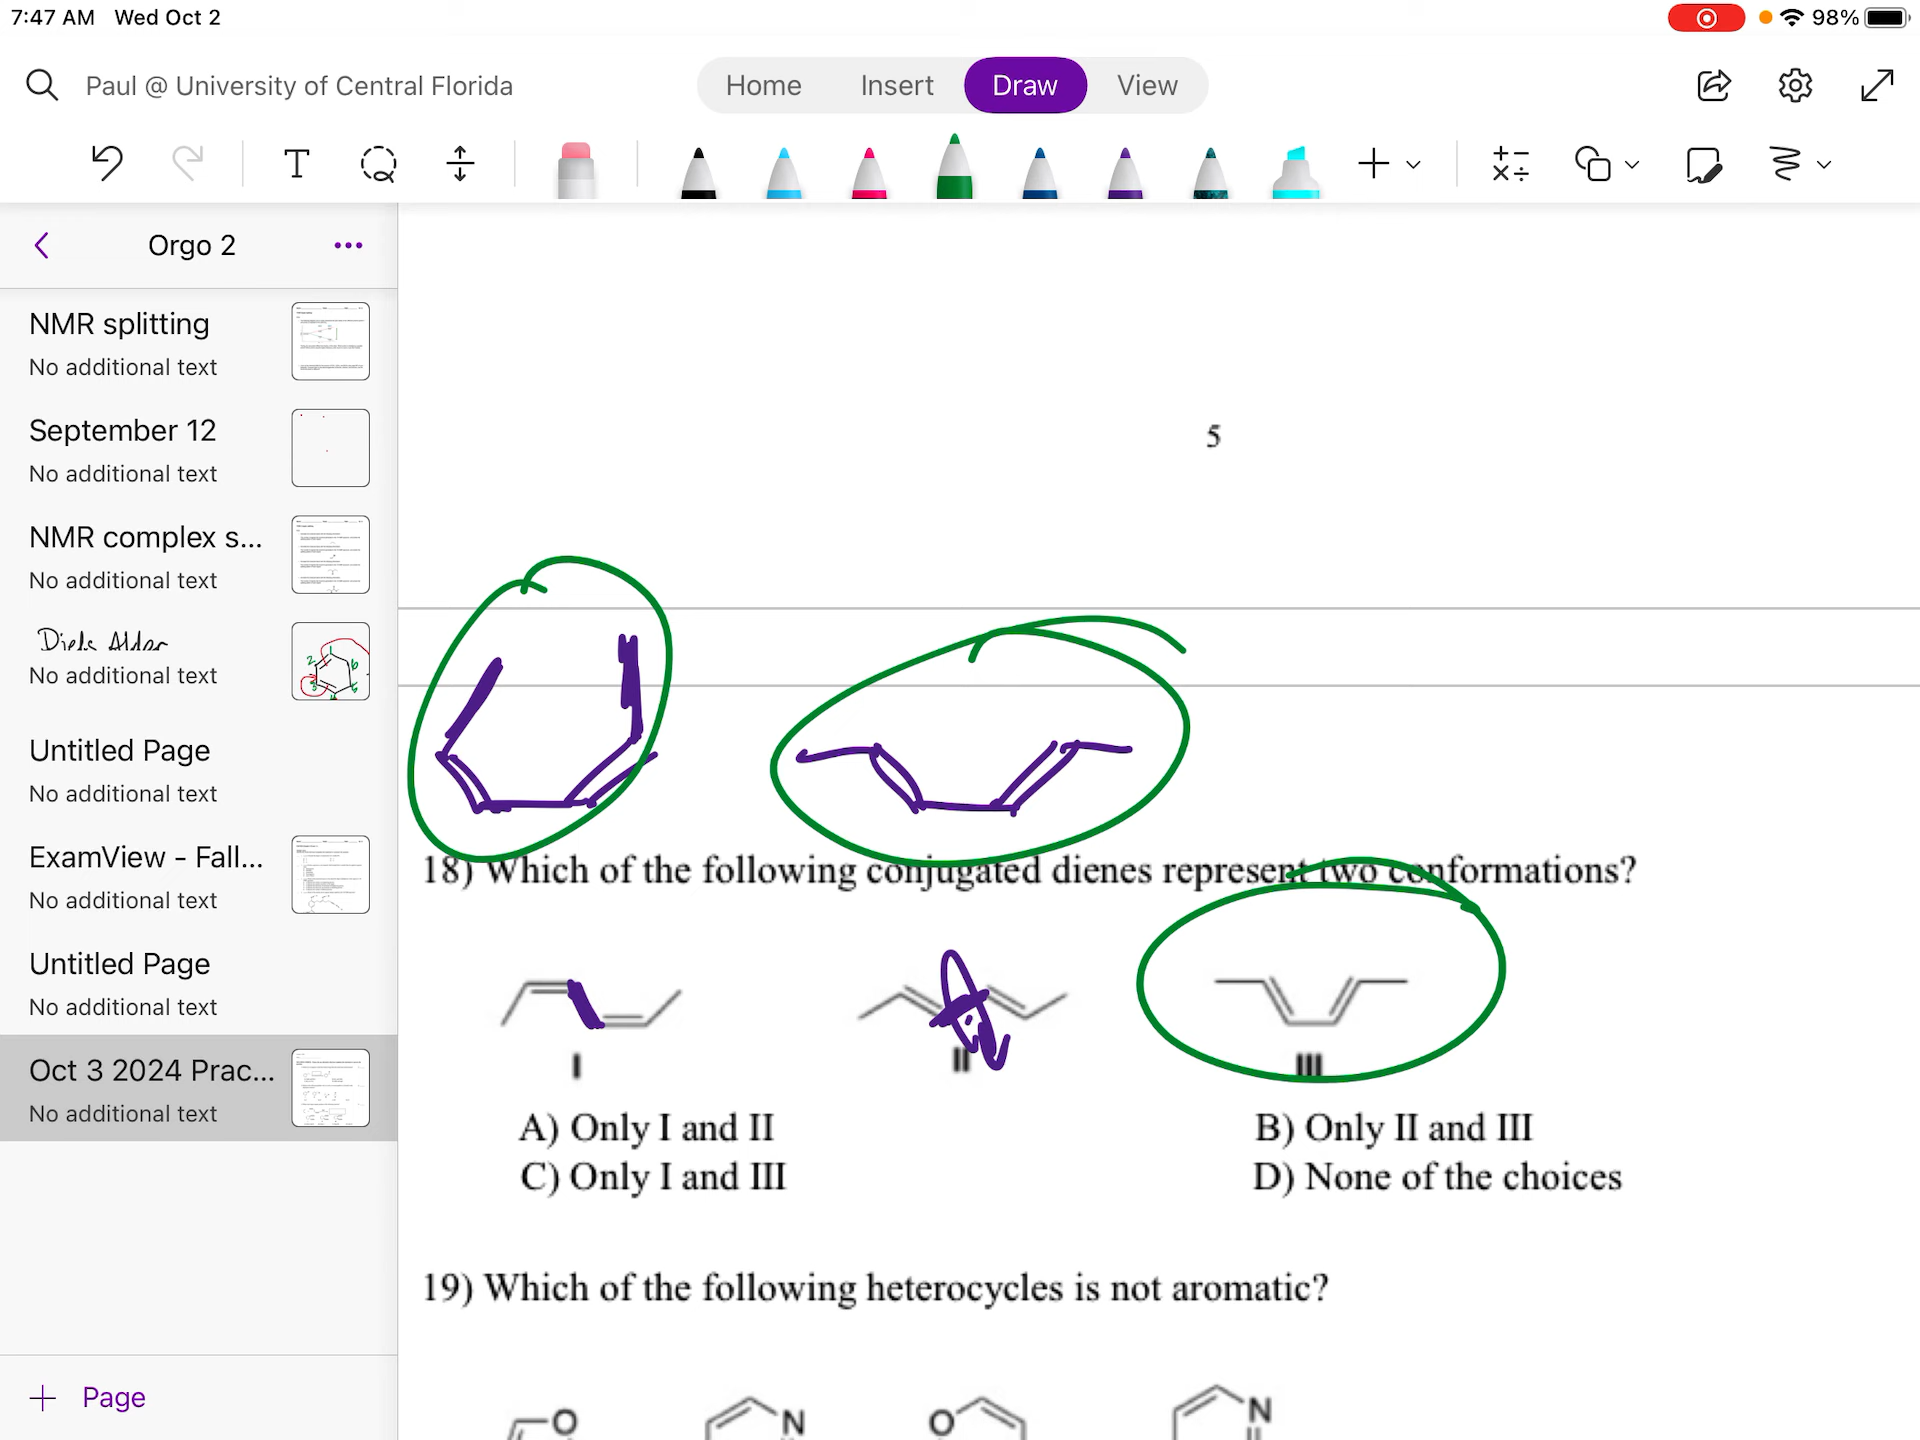 7:47 AM Wed Oct 2
98%
Paul @ University of Central Florida
Home Insert Draw View
T
Orgo 2
NMR splitting
No additional text
September 12
No additional text
NMR complex s...
No additional text
Diels Alder
No additional text
Untitled Page
No additional text
ExamView - Fall...
No additional text
Untitled Page
No additional text
Oct 3 2024 Prac...
No additional text
Page
5
18) Which of the following conjugated dienes represent two conformations?
I II III
A) Only I and II B) Only II and III
C) Only I and III D) None of the choices
19) Which of the following heterocycles is not aromatic?
O N O N